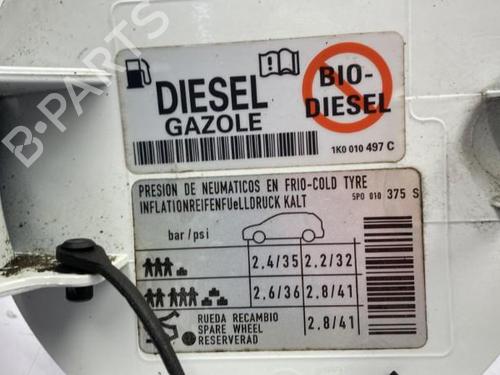 DIESEL
GAZOLE
BIO-
DIESEL
1K0 010 497 C
PRESION DE NEUMATICOS EN FRIO-COLD TYRE
INFLATIONREIFENFUeLLDRUCK KALT
5P0 010 375 S
bar/psi
2.4/35 2.2/32
2.6/36 2.8/41
RUEDA RECAMBIO
SPARE WHEEL
RESERVERAD
2.8/41
B-PARTS